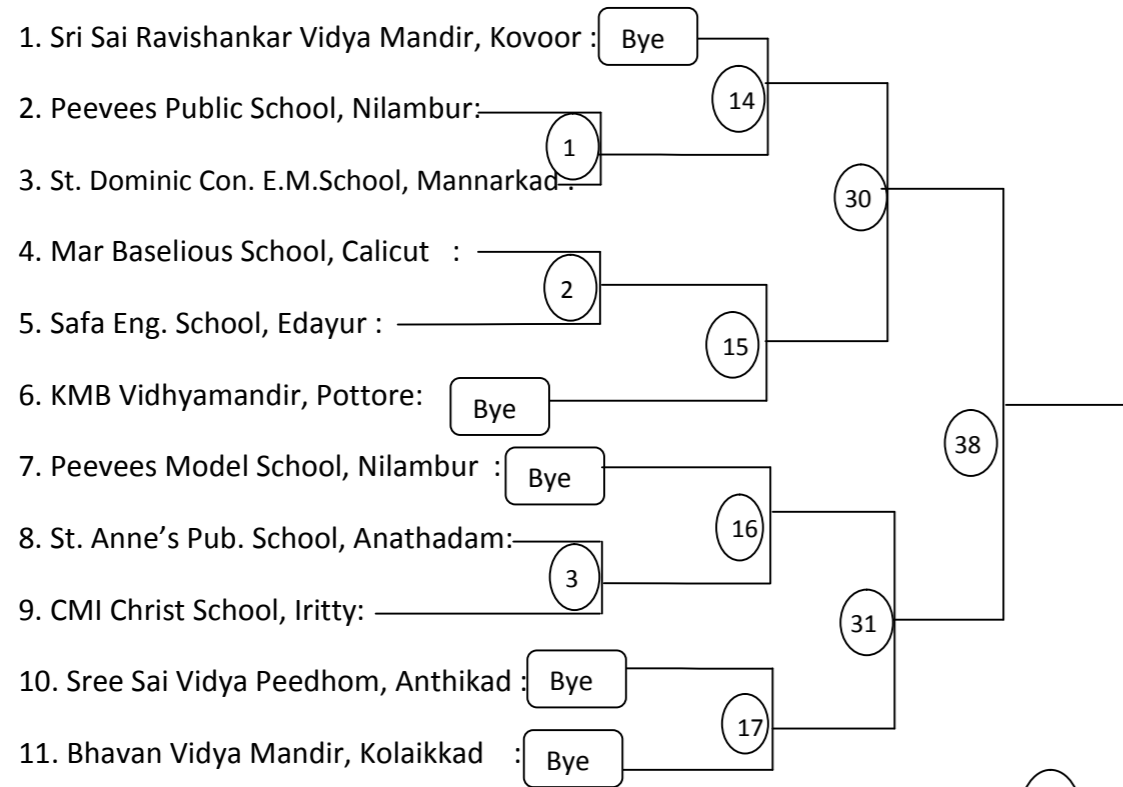 1. Sri Sai Ravishankar Vidya Mandir, Kovoor : Bye
14
2. Peevees Public School, Nilambur:
1
3. St. Dominic Con. E.M.School, Mannarkad :
30
4. Mar Baselious School, Calicut :
2
5. Safa Eng. School, Edayur :
15
6. KMB Vidhyamandir, Pottore: Bye
38
7. Peevees Model School, Nilambur : Bye
16
8. St. Anne’s Pub. School, Anathadam:
3
9. CMI Christ School, Iritty:
31
10. Sree Sai Vidya Peedhom, Anthikad : Bye
17
11. Bhavan Vidya Mandir, Kolaikkad : Bye